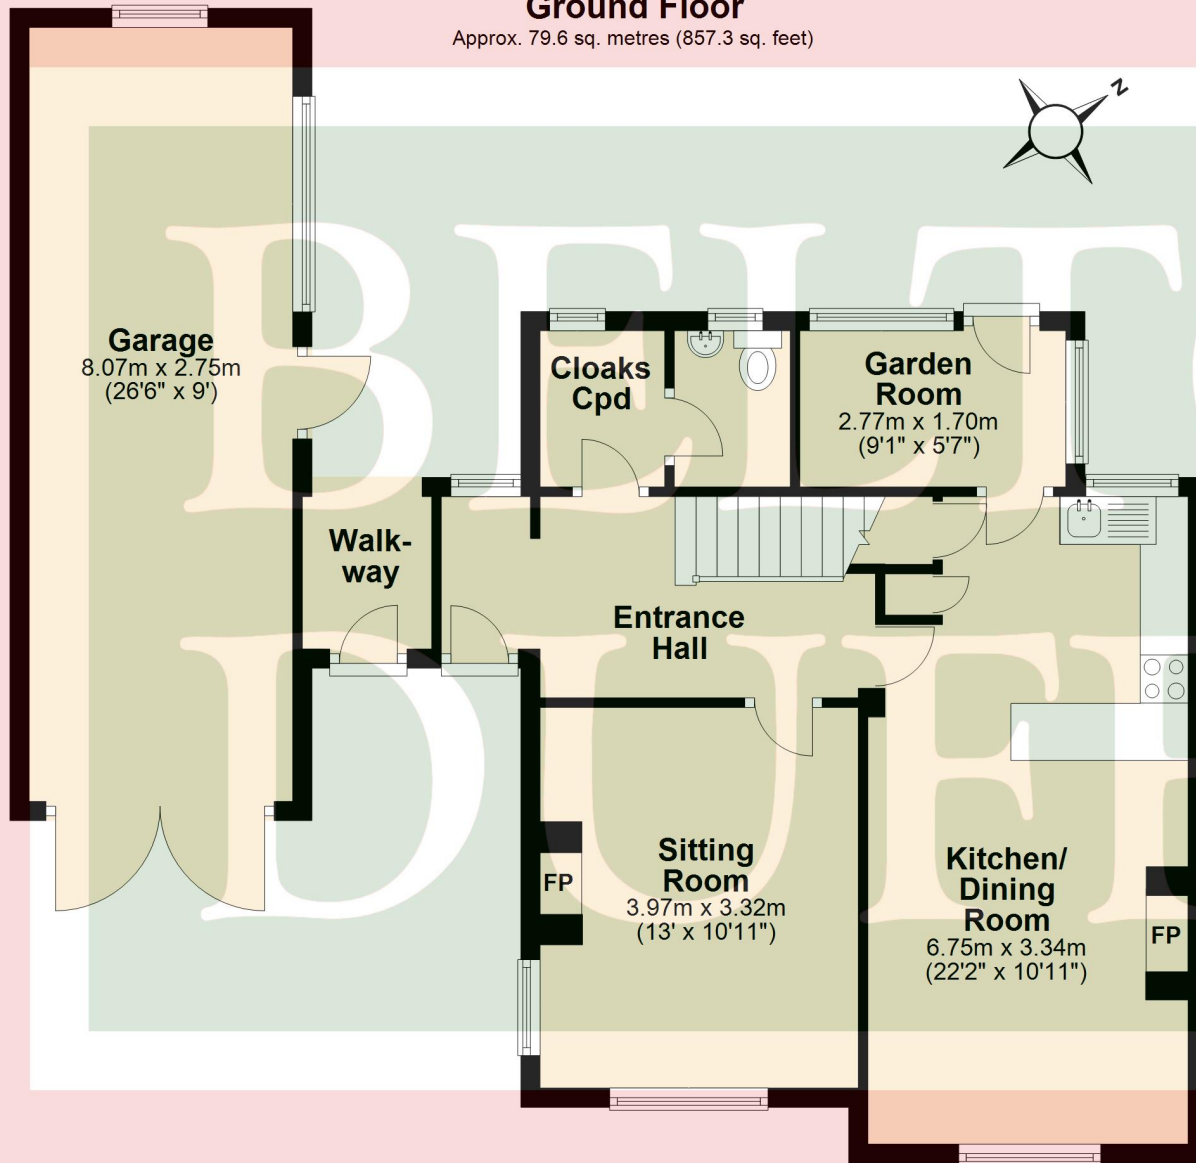 Ground Floor
Approx. 79.6 sq. metres (857.3 sq. feet)
N
Garage
8.07m x 2.75m
(26'6" x 9')
Cloaks
Cpd
Garden
Room
2.77m x 1.70m
(9'1" x 5'7")
Walk-
way
Entrance
Hall
Sitting
Room
3.97m x 3.32m
(13' x 10'11")
FP
Kitchen/
Dining
Room
6.75m x 3.34m
(22'2" x 10'11")
FP
BELT
DUF